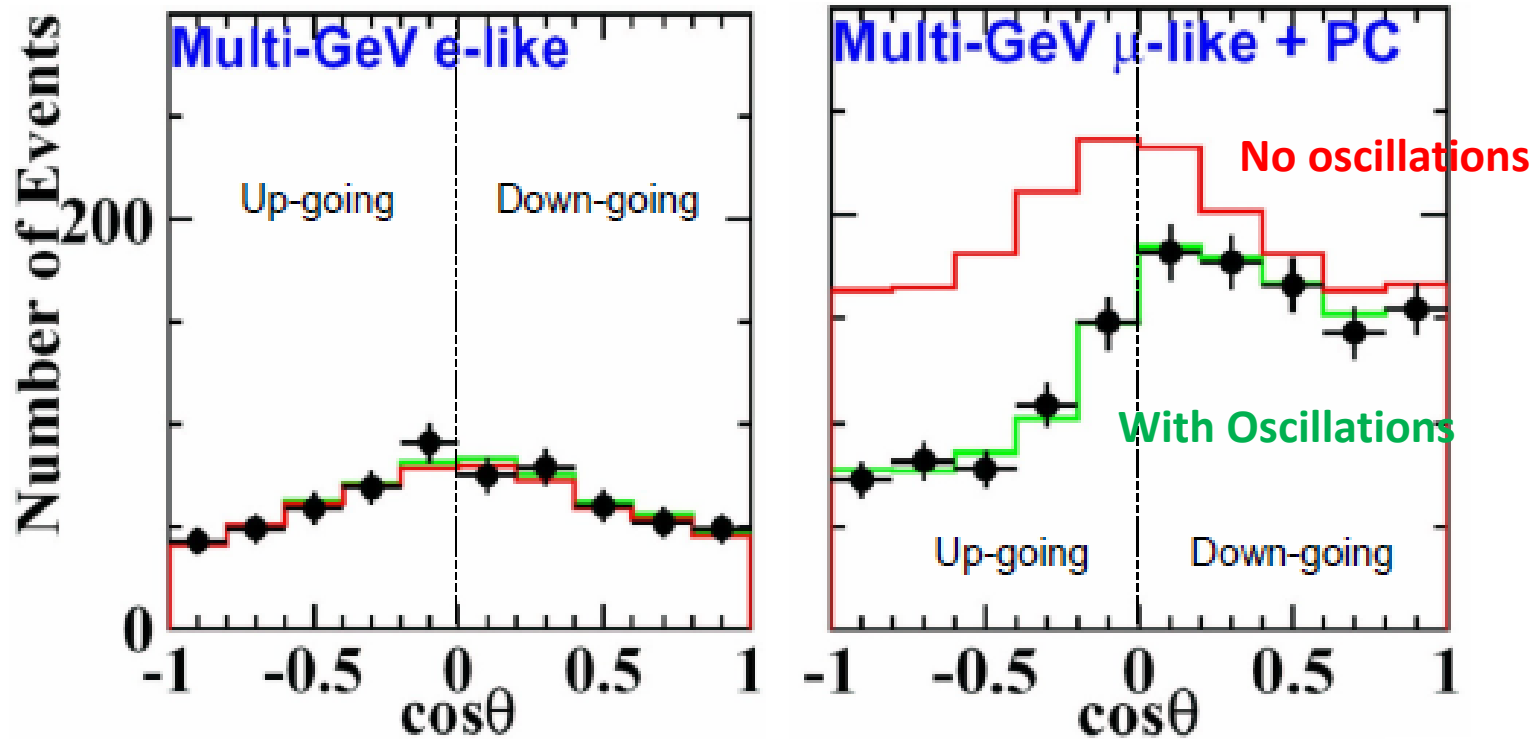 Multi-GeV e-like
Number of Events
200
0
Up-going
Down-going
-1
-0.5
0
0.5
1
cosθ
Multi-GeV μ-like + PC
No oscillations
With Oscillations
Up-going
Down-going
-1
-0.5
0
0.5
1
cosθ